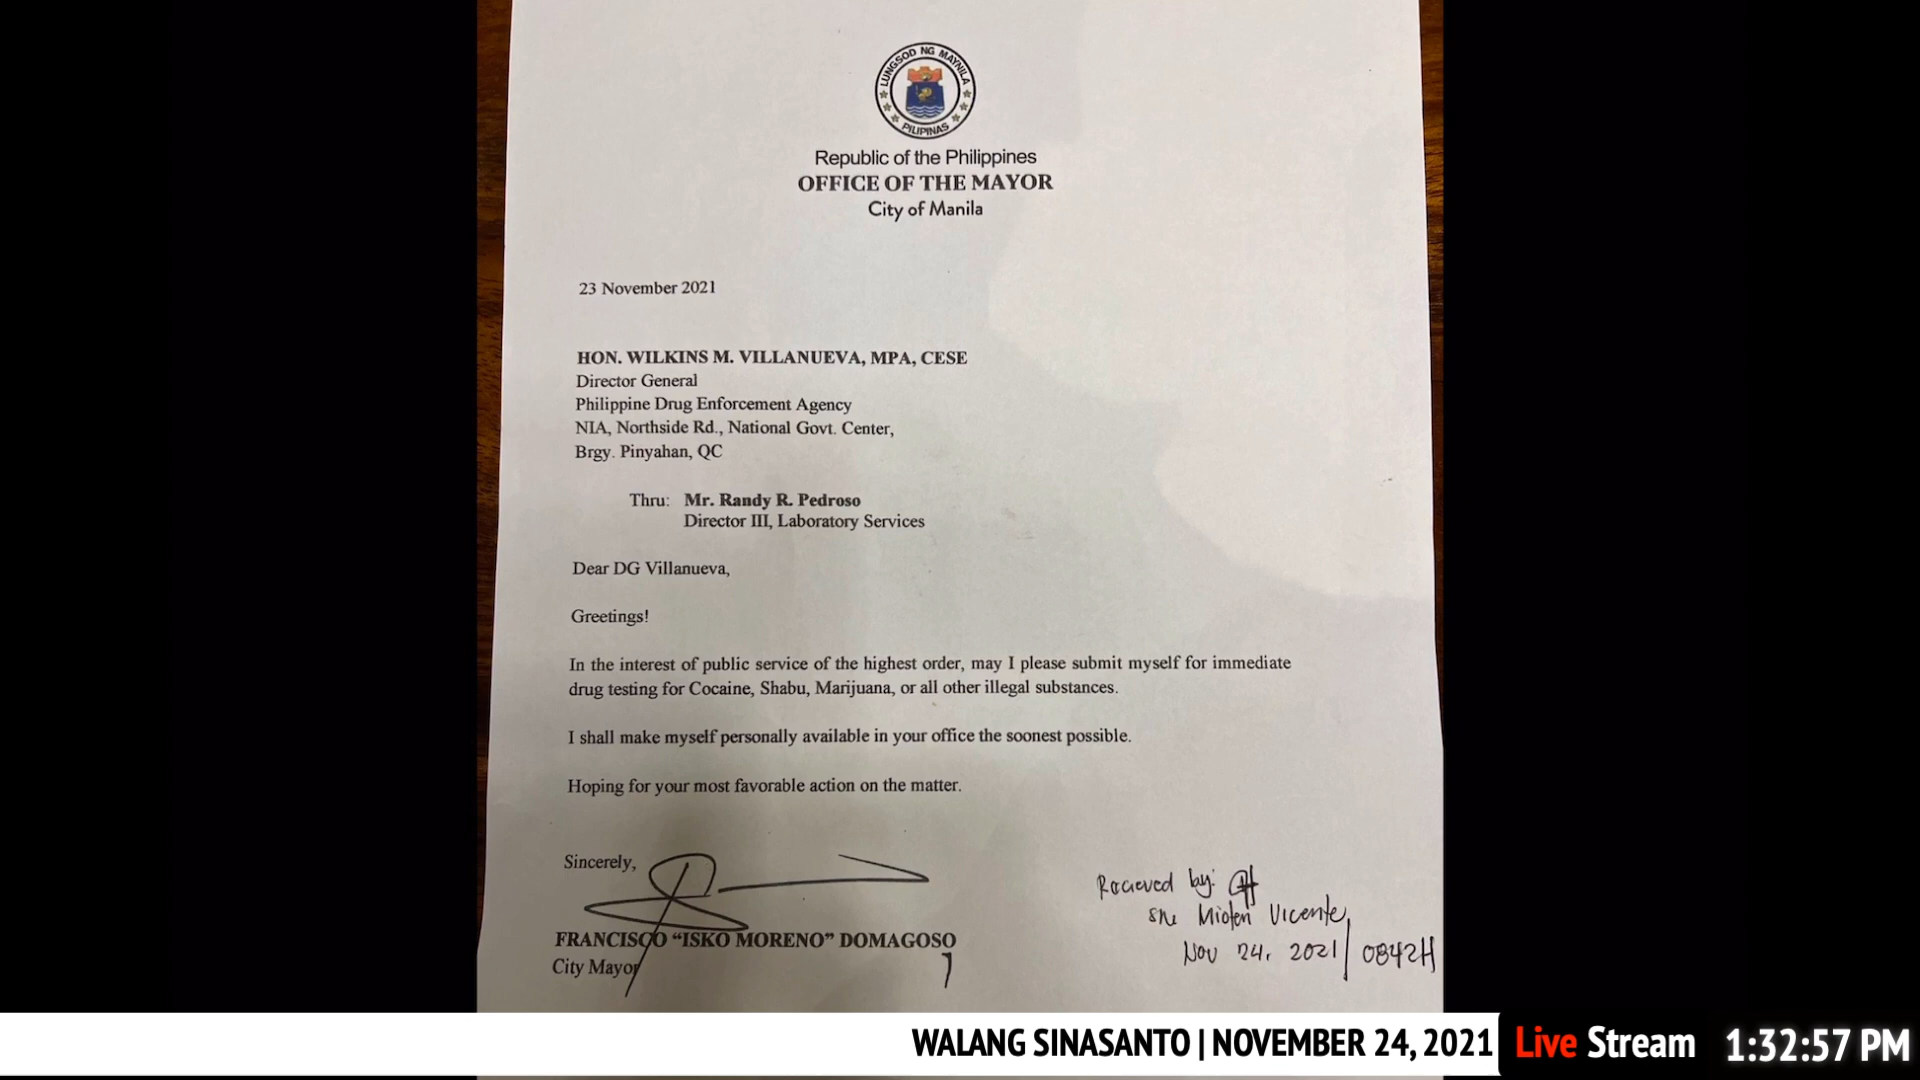 LUNGSOD NG MAYNILA
PILIPINAS
Republic of the Philippines
OFFICE OF THE MAYOR
City of Manila
23 November 2021
HON. WILKINS M. VILLANUEVA, MPA, CESE
Director General
Philippine Drug Enforcement Agency
NIA, Northside Rd., National Govt. Center,
Brgy. Pinyahan, QC
Thru: Mr. Randy R. Pedroso
Director III, Laboratory Services
Dear DG Villanueva,
Greetings!
In the interest of public service of the highest order, may I please submit myself for immediate
drug testing for Cocaine, Shabu, Marijuana, or all other illegal substances.
I shall make myself personally available in your office the soonest possible.
Hoping for your most favorable action on the matter.
Sincerely,
FRANCISCO “ISKO MORENO” DOMAGOSO
City Mayor
Recieved by:
Vicente,
Nov 24, 2021/ 0842H
WALANG SINASANTO | NOVEMBER 24, 2021 Live Stream 1:32:57 PM